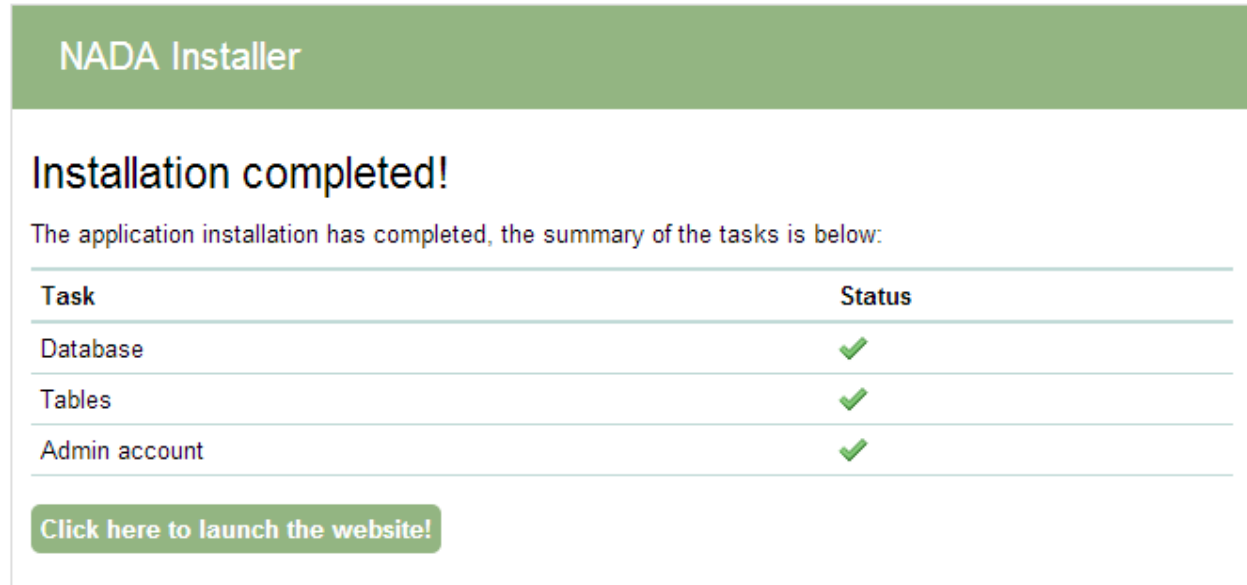 NADA Installer
Installation completed!
The application installation has completed, the summary of the tasks is below:
Task Status
Database
Tables
Admin account
Click here to launch the website!